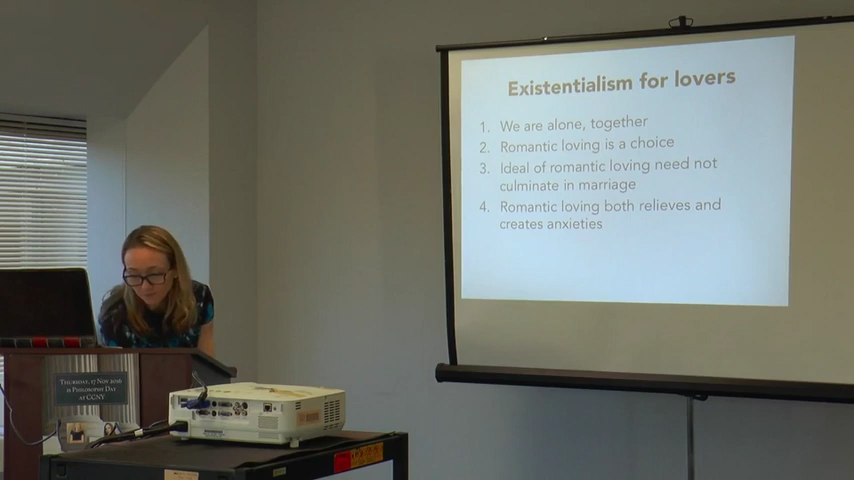 Existentialism for lovers
1. We are alone, together
2. Romantic loving is a choice
3. Ideal of romantic loving need not
culminate in marriage
4. Romantic loving both relieves and
creates anxieties
THURSDAY, 17 NOV 2016
IS PHILOSOPHY DAY
AT CCNY